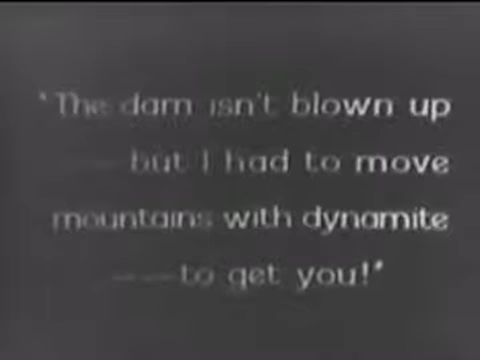 "The dam isn't blown up
—— but I had to move
mountains with dynamite
——to get you!"